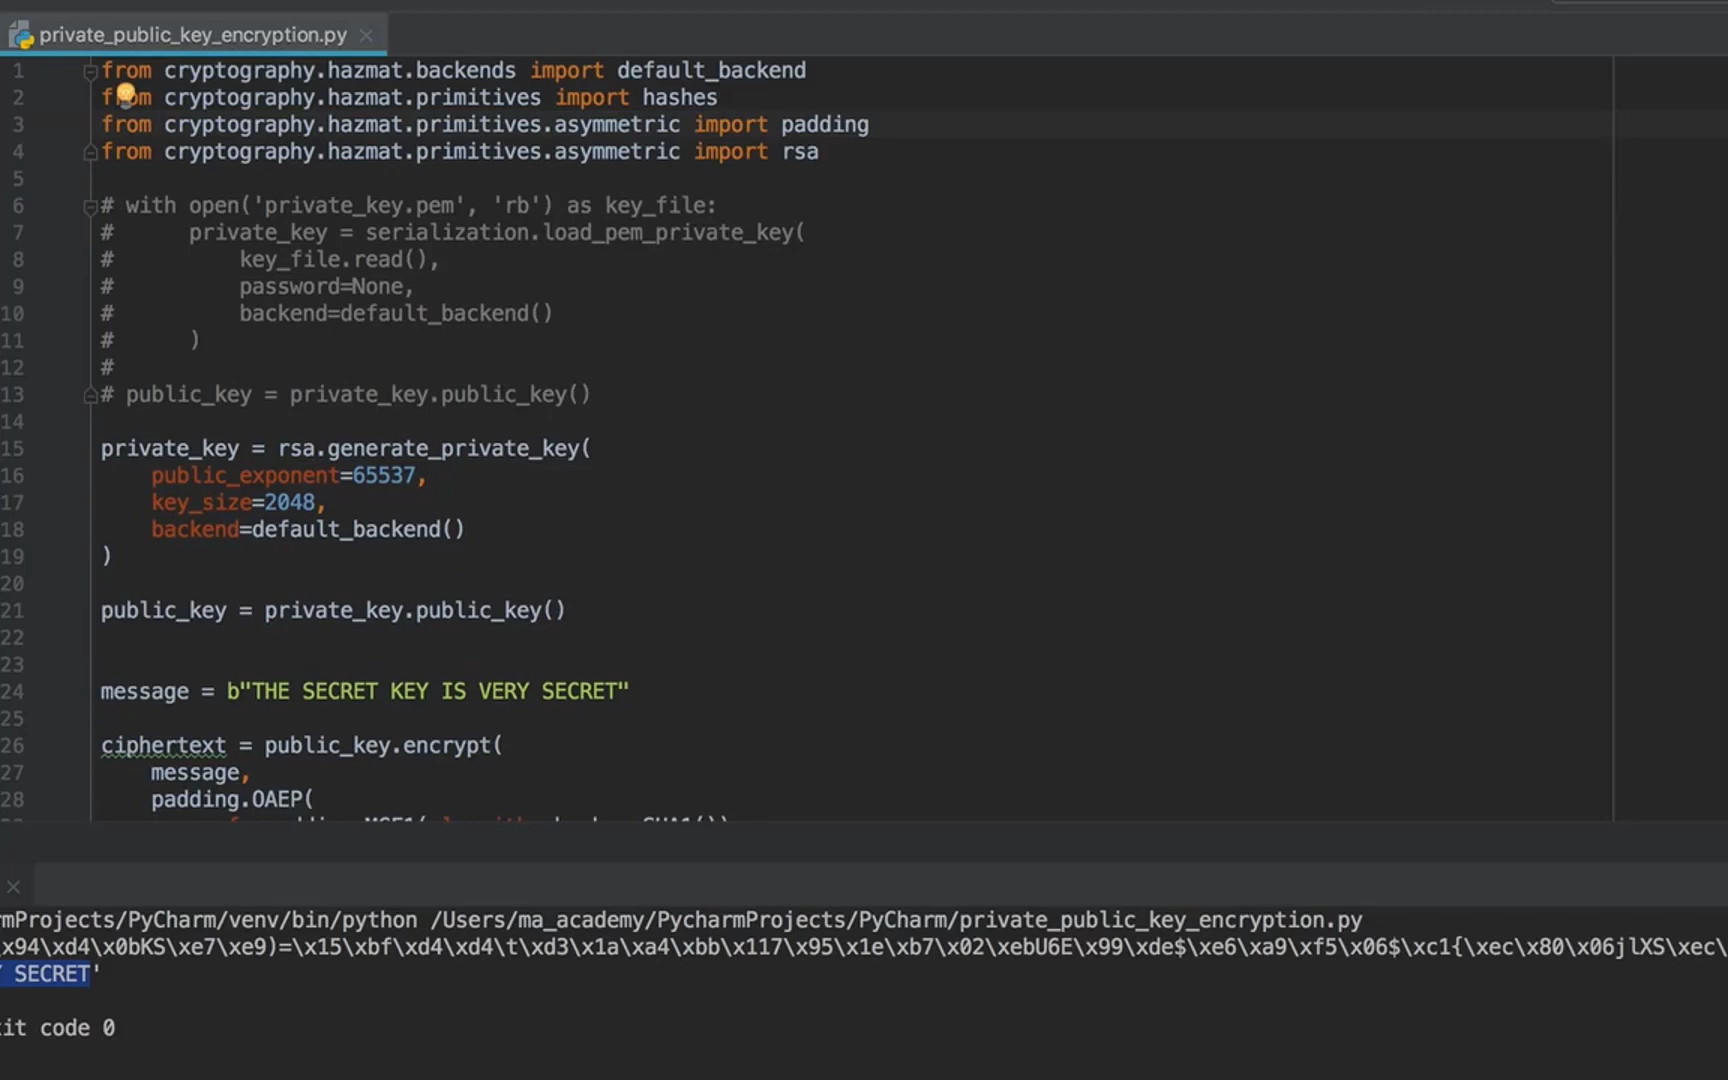 private_public_key_encryption.py
1 from cryptography.hazmat.backends import default_backend
2 from cryptography.hazmat.primitives import hashes
3 from cryptography.hazmat.primitives.asymmetric import padding
4 from cryptography.hazmat.primitives.asymmetric import rsa
5
6 # with open('private_key.pem', 'rb') as key_file:
7 #      private_key = serialization.load_pem_private_key(
8 #          key_file.read(),
9 #          password=None,
10 #          backend=default_backend()
11 #      )
12 #
13 # public_key = private_key.public_key()
14
15 private_key = rsa.generate_private_key(
16     public_exponent=65537,
17     key_size=2048,
18     backend=default_backend()
19 )
20
21 public_key = private_key.public_key()
22
23
24 message = b"THE SECRET KEY IS VERY SECRET"
25
26 ciphertext = public_key.encrypt(
27     message,
28     padding.OAEP(
rmProjects/PyCharm/venv/bin/python /Users/ma_academy/PycharmProjects/PyCharm/private_public_key_encryption.py
x94\xd4\x0bKS\xe7\xe9)=\x15\xbf\xd4\xd4\t\xd3\x1a\xa4\xbb\x117\x95\x1e\xb7\x02\xebU6E\x99\xde$\xe6\xa9\xf5\x06$\xc1{\xec\x80\x06jlXS\xec\
SECRET'
it code 0